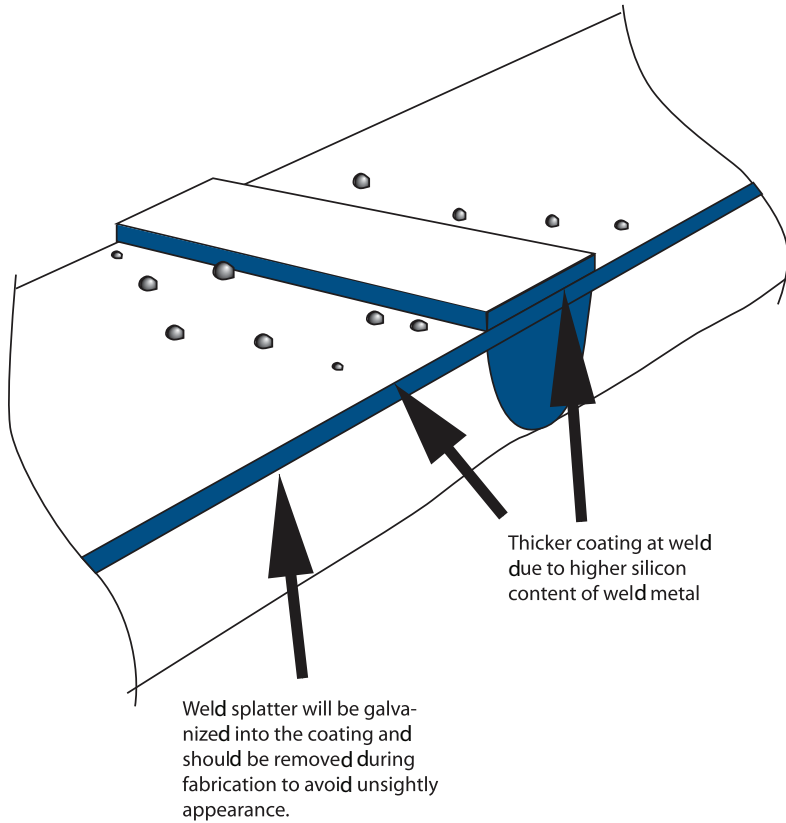 Thicker coating at weld
due to higher silicon
content of weld metal
Weld splatter will be galva-
nized into the coating and
should be removed during
fabrication to avoid unsightly
appearance.